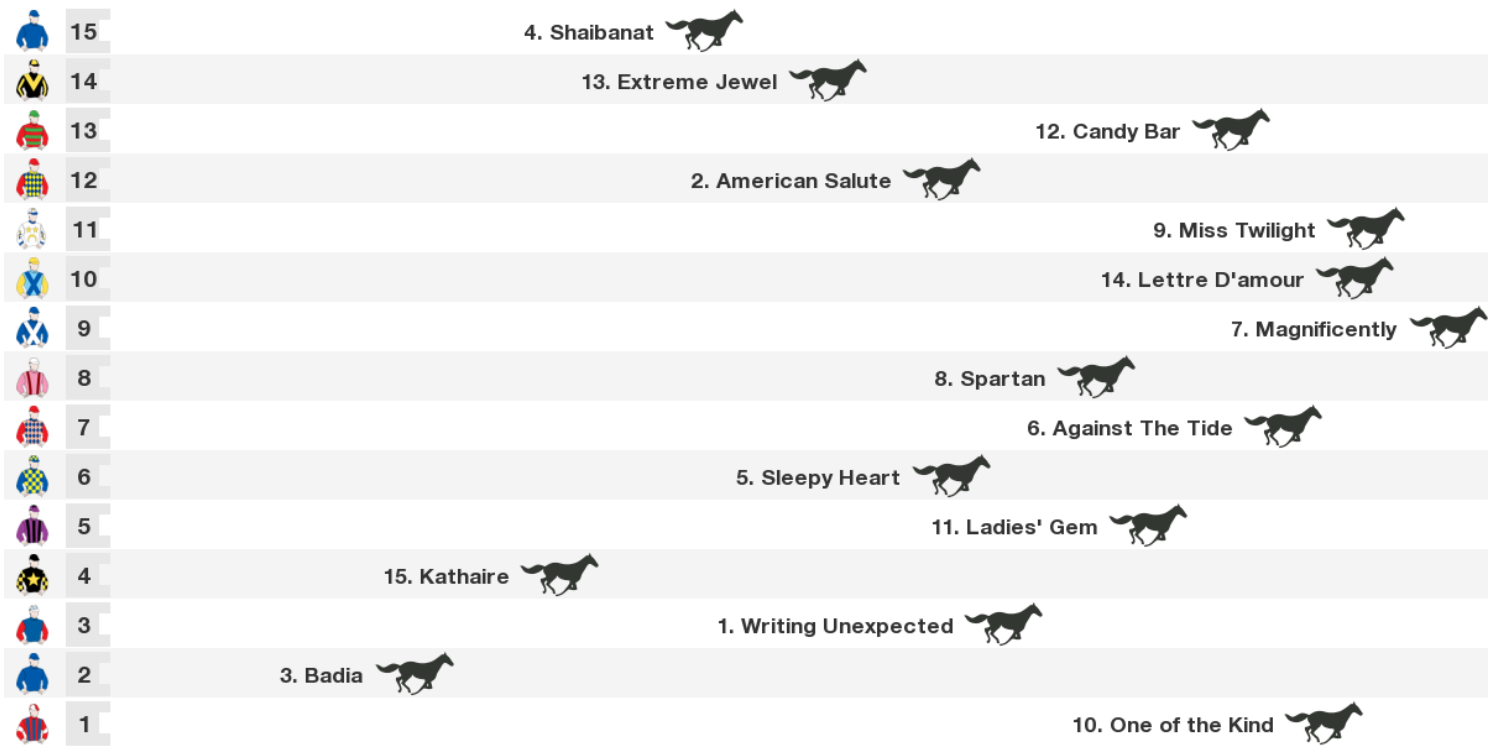 15 4. Shaibanat
14 13. Extreme Jewel
13 12. Candy Bar
12 2. American Salute
11 9. Miss Twilight
10 14. Lettre D'amour
9 7. Magnificently
8 8. Spartan
7 6. Against The Tide
6 5. Sleepy Heart
5 11. Ladies' Gem
4 15. Kathaire
3 1. Writing Unexpected
2 3. Badia
1 10. One of the Kind